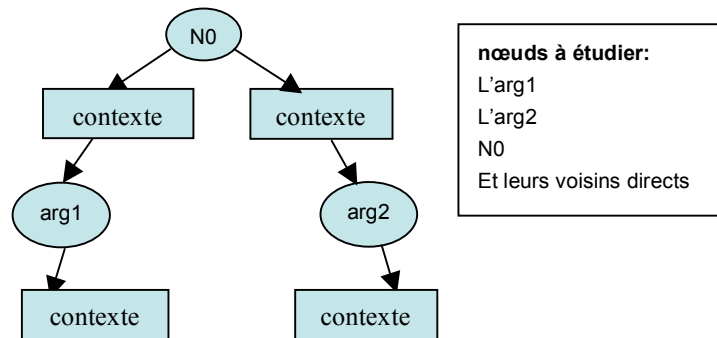 N0
contexte
contexte
arg1
arg2
contexte
contexte
nœuds à étudier:
L'arg1
L'arg2
N0
Et leurs voisins directs